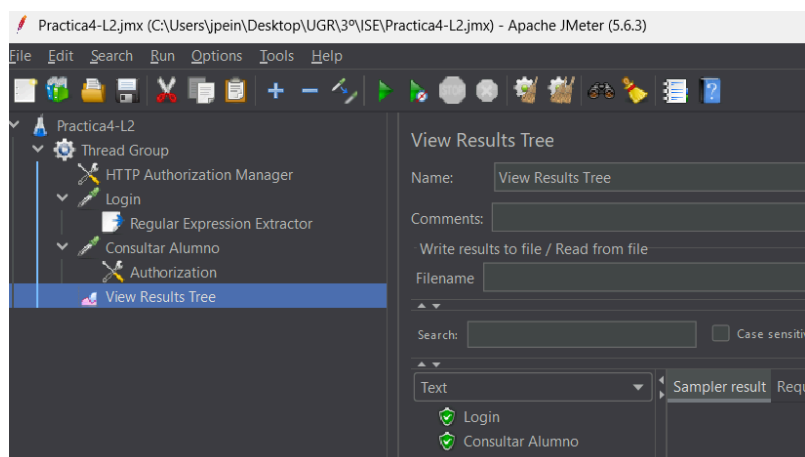 Practica4-L2.jmx (C:\Users\jpein\Desktop\UGR\3º\ISE\Practica4-L2.jmx) - Apache JMeter (5.6.3)
File Edit Search Run Options Tools Help
STOP
Practica4-L2
Thread Group
HTTP Authorization Manager
Login
Regular Expression Extractor
Consultar Alumno
Authorization
View Results Tree
View Results Tree
Name: View Results Tree
Comments:
Write results to file / Read from file
Filename
Search: Case sensiti
Text Sampler result Requ
Login
Consultar Alumno